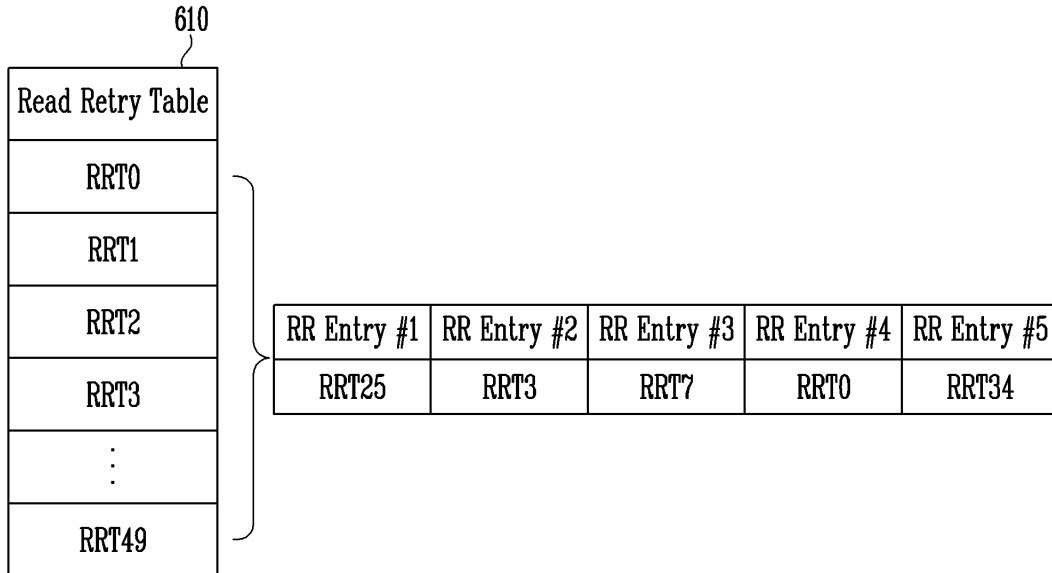 610
Read Retry Table
RRT0
RRT1
RRT2
RRT3
⋮
RRT49
RR Entry #1 RR Entry #2 RR Entry #3 RR Entry #4 RR Entry #5
RRT25 RRT3 RRT7 RRT0 RRT34